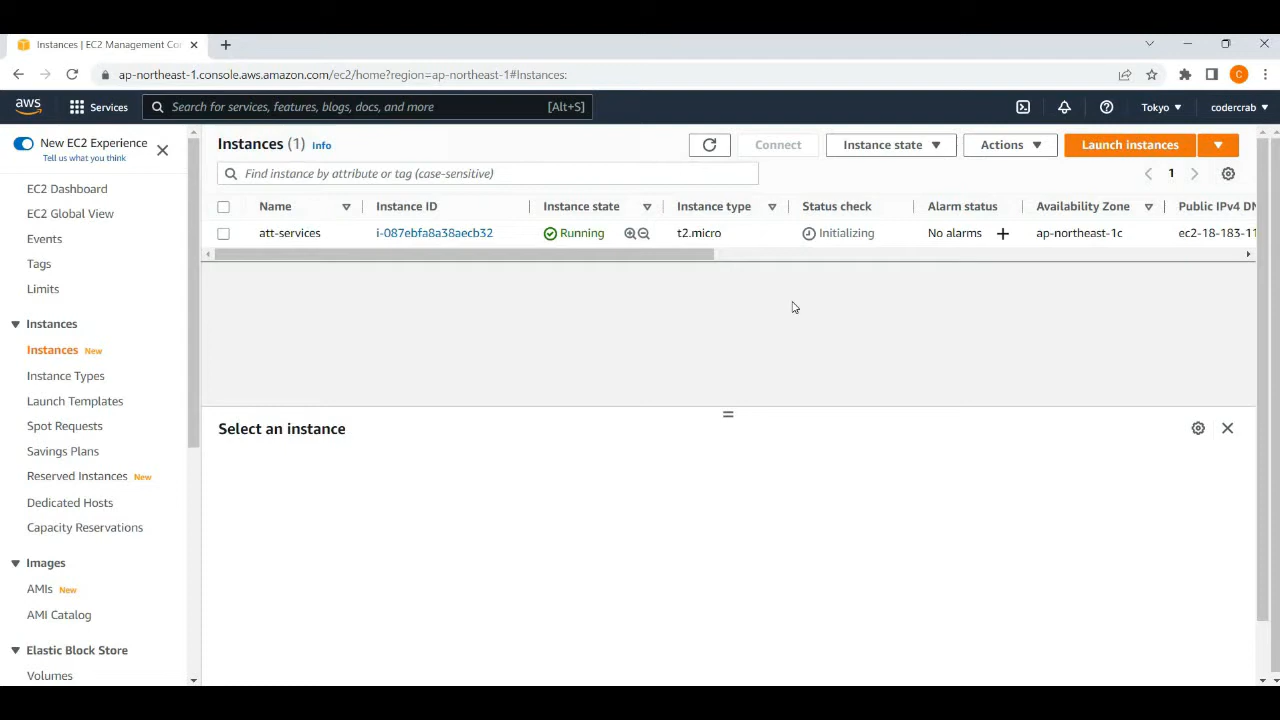 Instances | EC2 Management Co
ap-northeast-1.console.aws.amazon.com/ec2/home?region=ap-northeast-1#Instances:
C
aws
Services
Search for services, features, blogs, docs, and more
[Alt+S]
Tokyo
codercrab
New EC2 Experience
Tell us what you think
EC2 Dashboard
EC2 Global View
Events
Tags
Limits
Instances
Instances New
Instance Types
Launch Templates
Spot Requests
Savings Plans
Reserved Instances New
Dedicated Hosts
Capacity Reservations
Images
AMIs New
AMI Catalog
Elastic Block Store
Volumes
Instances (1) Info
Connect
Instance state
Actions
Launch instances
Find instance by attribute or tag (case-sensitive)
1
Name Instance ID Instance state Instance type Status check Alarm status Availability Zone Public IPv4 DN
att-services i-087ebfa8a38aecb32 Running t2.micro Initializing No alarms ap-northeast-1c ec2-18-183-11
Select an instance